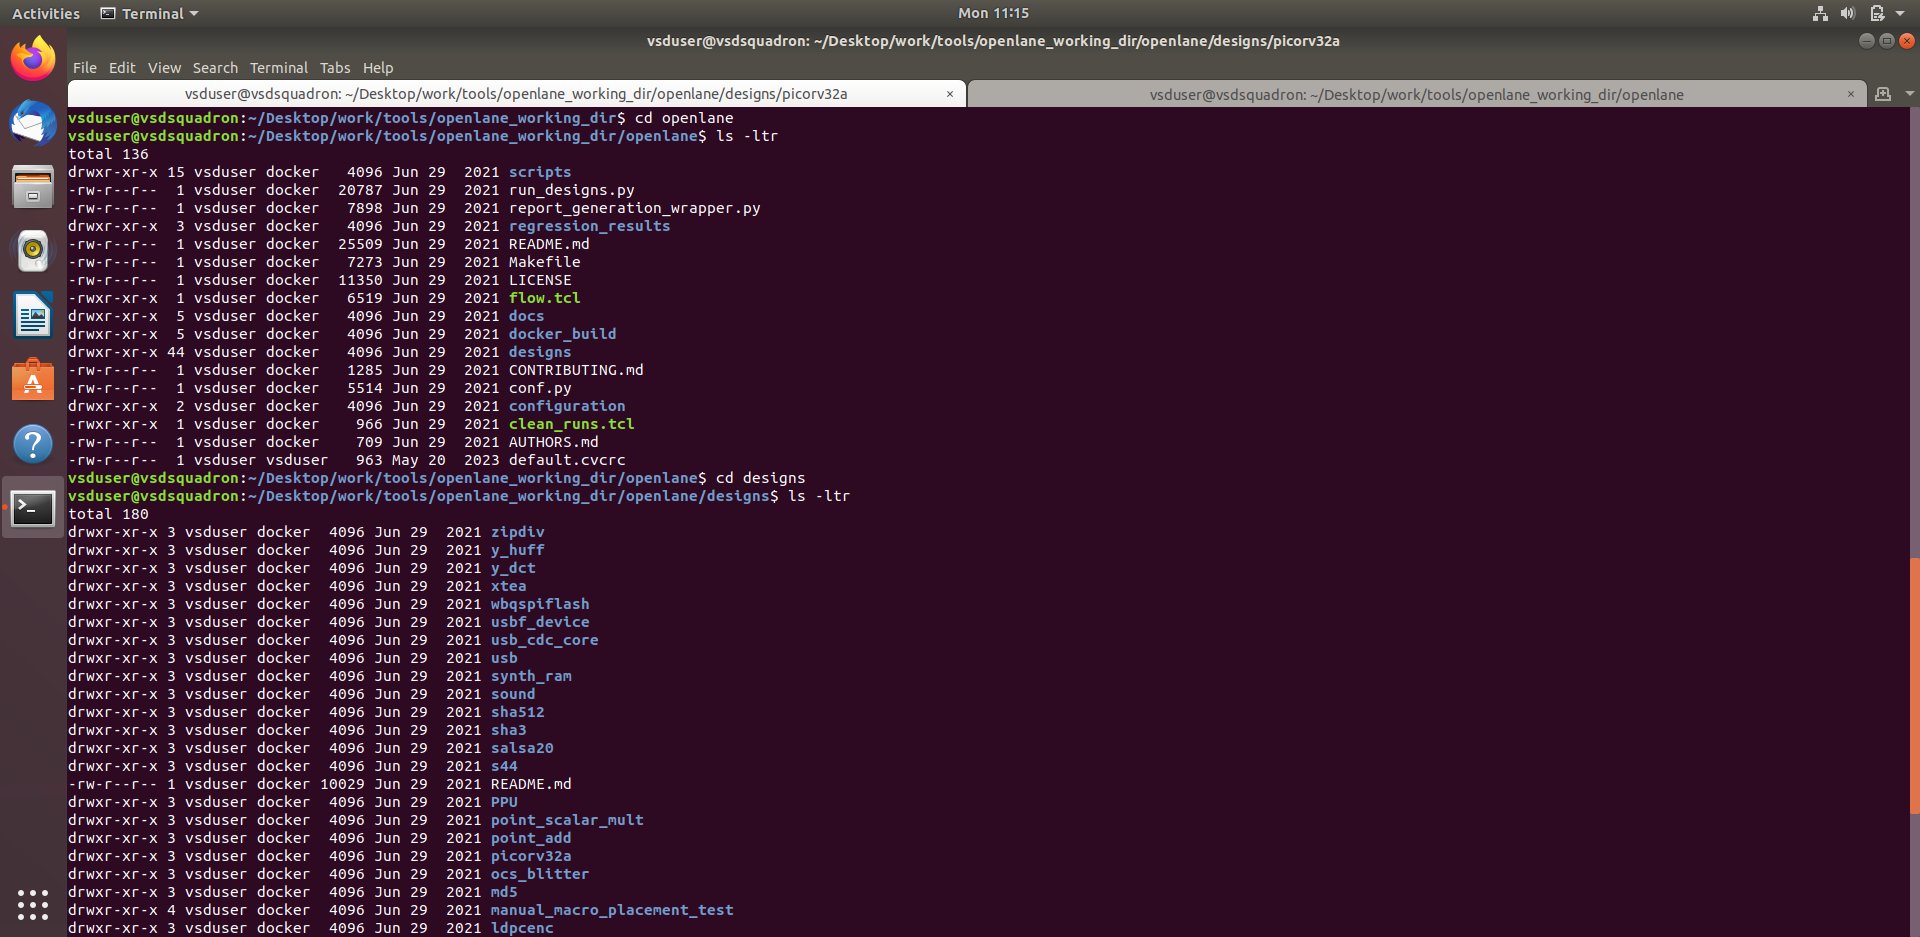 Activities Terminal Mon 11:15
vsduser@vsdsquadron: ~/Desktop/work/tools/openlane_working_dir/openlane/designs/picorv32a
File Edit View Search Terminal Tabs Help
vsduser@vsdsquadron: ~/Desktop/work/tools/openlane_working_dir/openlane/designs/picorv32a × vsduser@vsdsquadron: ~/Desktop/work/tools/openlane_working_dir/openlane ×
vsduser@vsdsquadron:~/Desktop/work/tools/openlane_working_dir$ cd openlane
vsduser@vsdsquadron:~/Desktop/work/tools/openlane_working_dir/openlane$ ls -ltr
total 136
drwxr-xr-x 15 vsduser docker   4096 Jun 29  2021 scripts
-rw-r--r--  1 vsduser docker  20787 Jun 29  2021 run_designs.py
-rw-r--r--  1 vsduser docker   7898 Jun 29  2021 report_generation_wrapper.py
drwxr-xr-x  3 vsduser docker   4096 Jun 29  2021 regression_results
-rw-r--r--  1 vsduser docker  25509 Jun 29  2021 README.md
-rw-r--r--  1 vsduser docker   7273 Jun 29  2021 Makefile
-rw-r--r--  1 vsduser docker  11350 Jun 29  2021 LICENSE
-rwxr-xr-x  1 vsduser docker   6519 Jun 29  2021 flow.tcl
drwxr-xr-x  5 vsduser docker   4096 Jun 29  2021 docs
drwxr-xr-x  5 vsduser docker   4096 Jun 29  2021 docker_build
drwxr-xr-x 44 vsduser docker   4096 Jun 29  2021 designs
-rw-r--r--  1 vsduser docker   1285 Jun 29  2021 CONTRIBUTING.md
-rw-r--r--  1 vsduser docker   5514 Jun 29  2021 conf.py
drwxr-xr-x  2 vsduser docker   4096 Jun 29  2021 configuration
-rwxr-xr-x  1 vsduser docker    966 Jun 29  2021 clean_runs.tcl
-rw-r--r--  1 vsduser docker    709 Jun 29  2021 AUTHORS.md
-rw-r--r--  1 vsduser vsduser   963 May 20  2023 default.cvcrc
vsduser@vsdsquadron:~/Desktop/work/tools/openlane_working_dir/openlane$ cd designs
vsduser@vsdsquadron:~/Desktop/work/tools/openlane_working_dir/openlane/designs$ ls -ltr
total 180
drwxr-xr-x 3 vsduser docker  4096 Jun 29  2021 zipdiv
drwxr-xr-x 3 vsduser docker  4096 Jun 29  2021 y_huff
drwxr-xr-x 3 vsduser docker  4096 Jun 29  2021 y_dct
drwxr-xr-x 3 vsduser docker  4096 Jun 29  2021 xtea
drwxr-xr-x 3 vsduser docker  4096 Jun 29  2021 wbqspiflash
drwxr-xr-x 3 vsduser docker  4096 Jun 29  2021 usbf_device
drwxr-xr-x 3 vsduser docker  4096 Jun 29  2021 usb_cdc_core
drwxr-xr-x 3 vsduser docker  4096 Jun 29  2021 usb
drwxr-xr-x 3 vsduser docker  4096 Jun 29  2021 synth_ram
drwxr-xr-x 3 vsduser docker  4096 Jun 29  2021 sound
drwxr-xr-x 3 vsduser docker  4096 Jun 29  2021 sha512
drwxr-xr-x 3 vsduser docker  4096 Jun 29  2021 sha3
drwxr-xr-x 3 vsduser docker  4096 Jun 29  2021 salsa20
drwxr-xr-x 3 vsduser docker  4096 Jun 29  2021 s44
-rw-r--r-- 1 vsduser docker 10029 Jun 29  2021 README.md
drwxr-xr-x 3 vsduser docker  4096 Jun 29  2021 PPU
drwxr-xr-x 3 vsduser docker  4096 Jun 29  2021 point_scalar_mult
drwxr-xr-x 3 vsduser docker  4096 Jun 29  2021 point_add
drwxr-xr-x 3 vsduser docker  4096 Jun 29  2021 picorv32a
drwxr-xr-x 3 vsduser docker  4096 Jun 29  2021 ocs_blitter
drwxr-xr-x 3 vsduser docker  4096 Jun 29  2021 md5
drwxr-xr-x 4 vsduser docker  4096 Jun 29  2021 manual_macro_placement_test
drwxr-xr-x 3 vsduser docker  4096 Jun 29  2021 ldpcenc